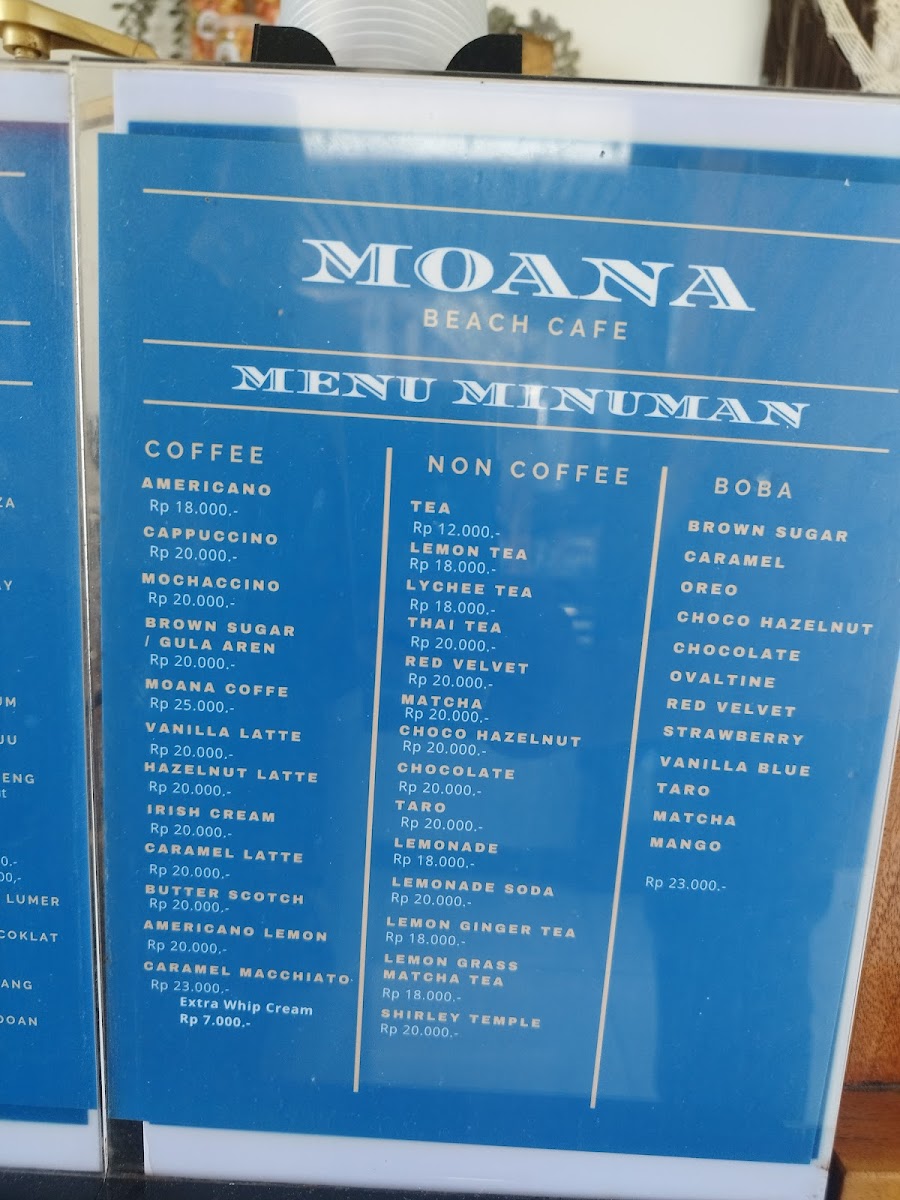 MOANA
BEACH CAFE
MENU MINUMAN
COFFEE
AMERICANO
Rp 18.000.-
CAPPUCCINO
Rp 20.000.-
MOCHACCINO
Rp 20.000.-
BROWN SUGAR
/ GULA AREN
Rp 20.000.-
MOANA COFFE
Rp 25.000.-
VANILLA LATTE
Rp 20.000.-
HAZELNUT LATTE
Rp 20.000.-
IRISH CREAM
Rp 20.000.-
CARAMEL LATTE
Rp 20.000.-
BUTTER SCOTCH
Rp 20.000.-
AMERICANO LEMON
Rp 20.000.-
CARAMEL MACCHIATO
Rp 23.000.-
Extra Whip Cream
Rp 7.000.-
NON COFFEE
TEA
Rp 12.000.-
LEMON TEA
Rp 18.000.-
LYCHEE TEA
Rp 18.000.-
THAI TEA
Rp 20.000.-
RED VELVET
Rp 20.000.-
MATCHA
Rp 20.000.-
CHOCO HAZELNUT
Rp 20.000.-
CHOCOLATE
Rp 20.000.-
TARO
Rp 20.000.-
LEMONADE
Rp 18.000.-
LEMONADE SODA
Rp 20.000.-
LEMON GINGER TEA
Rp 18.000.-
LEMON GRASS
MATCHA TEA
Rp 18.000.-
SHIRLEY TEMPLE
Rp 20.000.-
BOBA
BROWN SUGAR
CARAMEL
OREO
CHOCO HAZELNUT
CHOCOLATE
OVALTINE
RED VELVET
STRAWBERRY
VANILLA BLUE
TARO
MATCHA
MANGO
Rp 23.000.-
LUMER